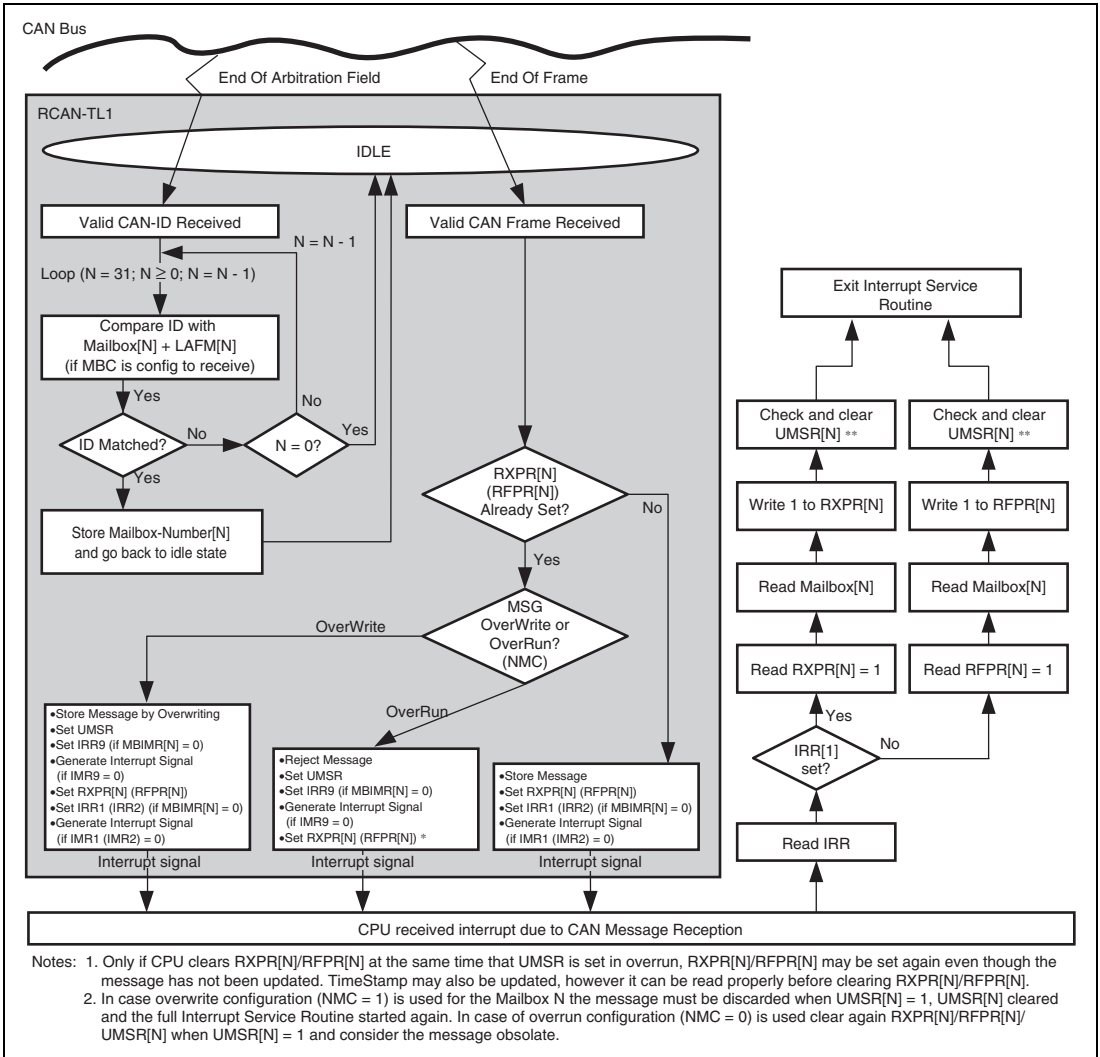 CAN Bus
End Of Arbitration Field
End Of Frame
RCAN-TL1
IDLE
Valid CAN-ID Received
Valid CAN Frame Received
N = N - 1
Loop (N = 31; N ≥ 0; N = N - 1)
Compare ID with
Mailbox[N] + LAFM[N]
(if MBC is config to receive)
Yes
No
ID Matched?
No
N = 0?
Yes
Yes
Store Mailbox-Number[N]
and go back to idle state
RXPR[N]
(RFPR[N])
Already Set?
No
Yes
MSG
OverWrite or
OverRun?
(NMC)
OverWrite
OverRun
•Store Message by Overwriting
•Set UMSR
•Set IRR9 (if MBIMR[N] = 0)
•Generate Interrupt Signal
(if IMR9 = 0)
•Set RXPR[N] (RFPR[N])
•Set IRR1 (IRR2) (if MBIMR[N] = 0)
•Generate Interrupt Signal
(if IMR1 (IMR2) = 0)
•Reject Message
•Set UMSR
•Set IRR9 (if MBIMR[N] = 0)
•Generate Interrupt Signal
(if IMR9 = 0)
•Set RXPR[N] (RFPR[N]) *
•Store Message
•Set RXPR[N] (RFPR[N])
•Set IRR1 (IRR2) (if MBIMR[N] = 0)
•Generate Interrupt Signal
(if IMR1 (IMR2) = 0)
Interrupt signal
Interrupt signal
Interrupt signal
Exit Interrupt Service
Routine
Check and clear
UMSR[N] **
Check and clear
UMSR[N] **
Write 1 to RXPR[N]
Write 1 to RFPR[N]
Read Mailbox[N]
Read Mailbox[N]
Read RXPR[N] = 1
Read RFPR[N] = 1
Yes
IRR[1]
set?
No
Read IRR
CPU received interrupt due to CAN Message Reception
Notes: 1. Only if CPU clears RXPR[N]/RFPR[N] at the same time that UMSR is set in overrun, RXPR[N]/RFPR[N] may be set again even though the
message has not been updated. TimeStamp may also be updated, however it can be read properly before clearing RXPR[N]/RFPR[N].
2. In case overwrite configuration (NMC = 1) is used for the Mailbox N the message must be discarded when UMSR[N] = 1, UMSR[N] cleared
and the full Interrupt Service Routine started again. In case of overrun configuration (NMC = 0) is used clear again RXPR[N]/RFPR[N]/
UMSR[N] when UMSR[N] = 1 and consider the message obsolate.